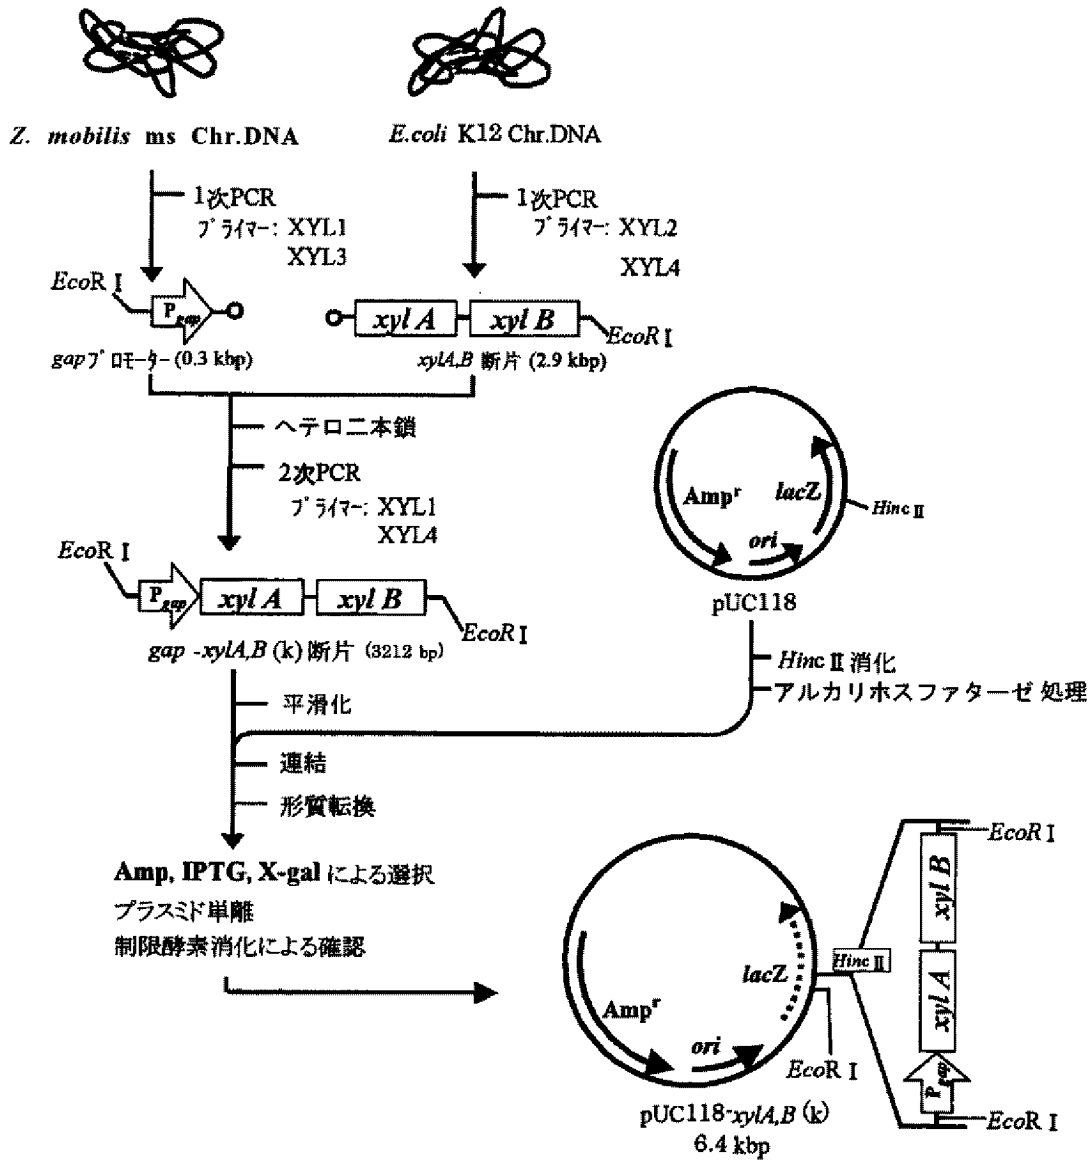 Z. mobilis ms Chr.DNA
E.coli K12 Chr.DNA
1次PCR
プライマー: XYL1
XYL3
1次PCR
プライマー: XYL2
XYL4
EcoR I
Pgap
gapプロモーター (0.3 kbp)
xyl A
xyl B
EcoR I
xylA,B 断片 (2.9 kbp)
ヘテロ二本鎖
2次PCR
プライマー: XYL1
XYL4
Ampʳ
lacZ
ori
Hinc II
pUC118
EcoR I
Pgap
xyl A
xyl B
EcoR I
gap -xylA,B (k) 断片 (3212 bp)
Hinc II 消化
アルカリホスファターゼ 処理
平滑化
連結
形質転換
Amp, IPTG, X-gal による選択
プラスミド単離
制限酵素消化による確認
Ampʳ
lacZ
ori
Hinc II
EcoR I
pUC118-xylA,B (k)
6.4 kbp
EcoR I
xyl B
xyl A
Pgap
EcoR I